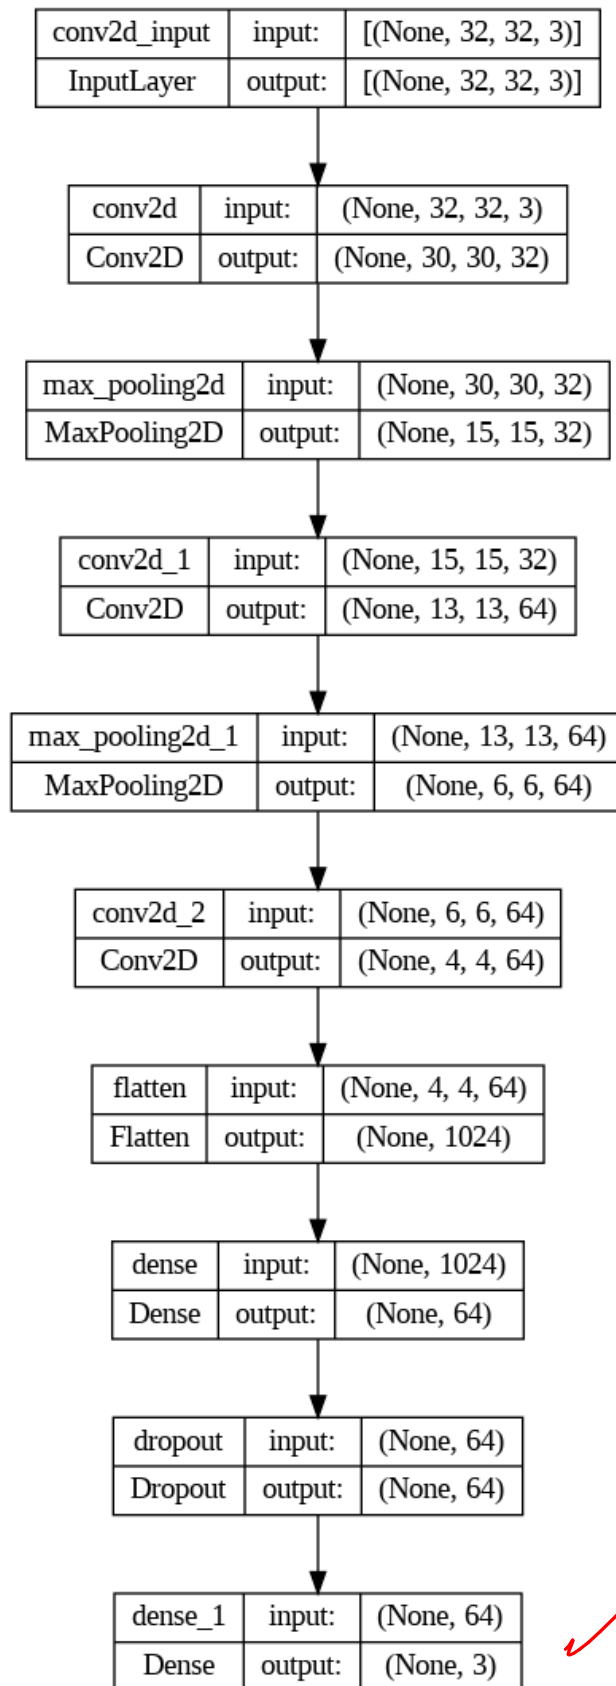 conv2d_input input: [(None, 32, 32, 3)]
InputLayer output: [(None, 32, 32, 3)]
conv2d input: (None, 32, 32, 3)
Conv2D output: (None, 30, 30, 32)
max_pooling2d input: (None, 30, 30, 32)
MaxPooling2D output: (None, 15, 15, 32)
conv2d_1 input: (None, 15, 15, 32)
Conv2D output: (None, 13, 13, 64)
max_pooling2d_1 input: (None, 13, 13, 64)
MaxPooling2D output: (None, 6, 6, 64)
conv2d_2 input: (None, 6, 6, 64)
Conv2D output: (None, 4, 4, 64)
flatten input: (None, 4, 4, 64)
Flatten output: (None, 1024)
dense input: (None, 1024)
Dense output: (None, 64)
dropout input: (None, 64)
Dropout output: (None, 64)
dense_1 input: (None, 64)
Dense output: (None, 3)